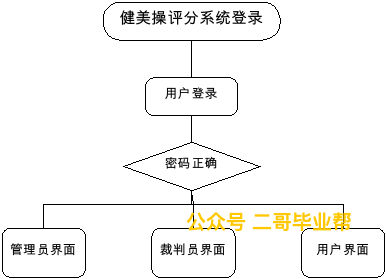 健美操评分系统登录
用户登录
密码正确
公众号 二哥毕业帮
管理员界面
裁判员界面
用户界面